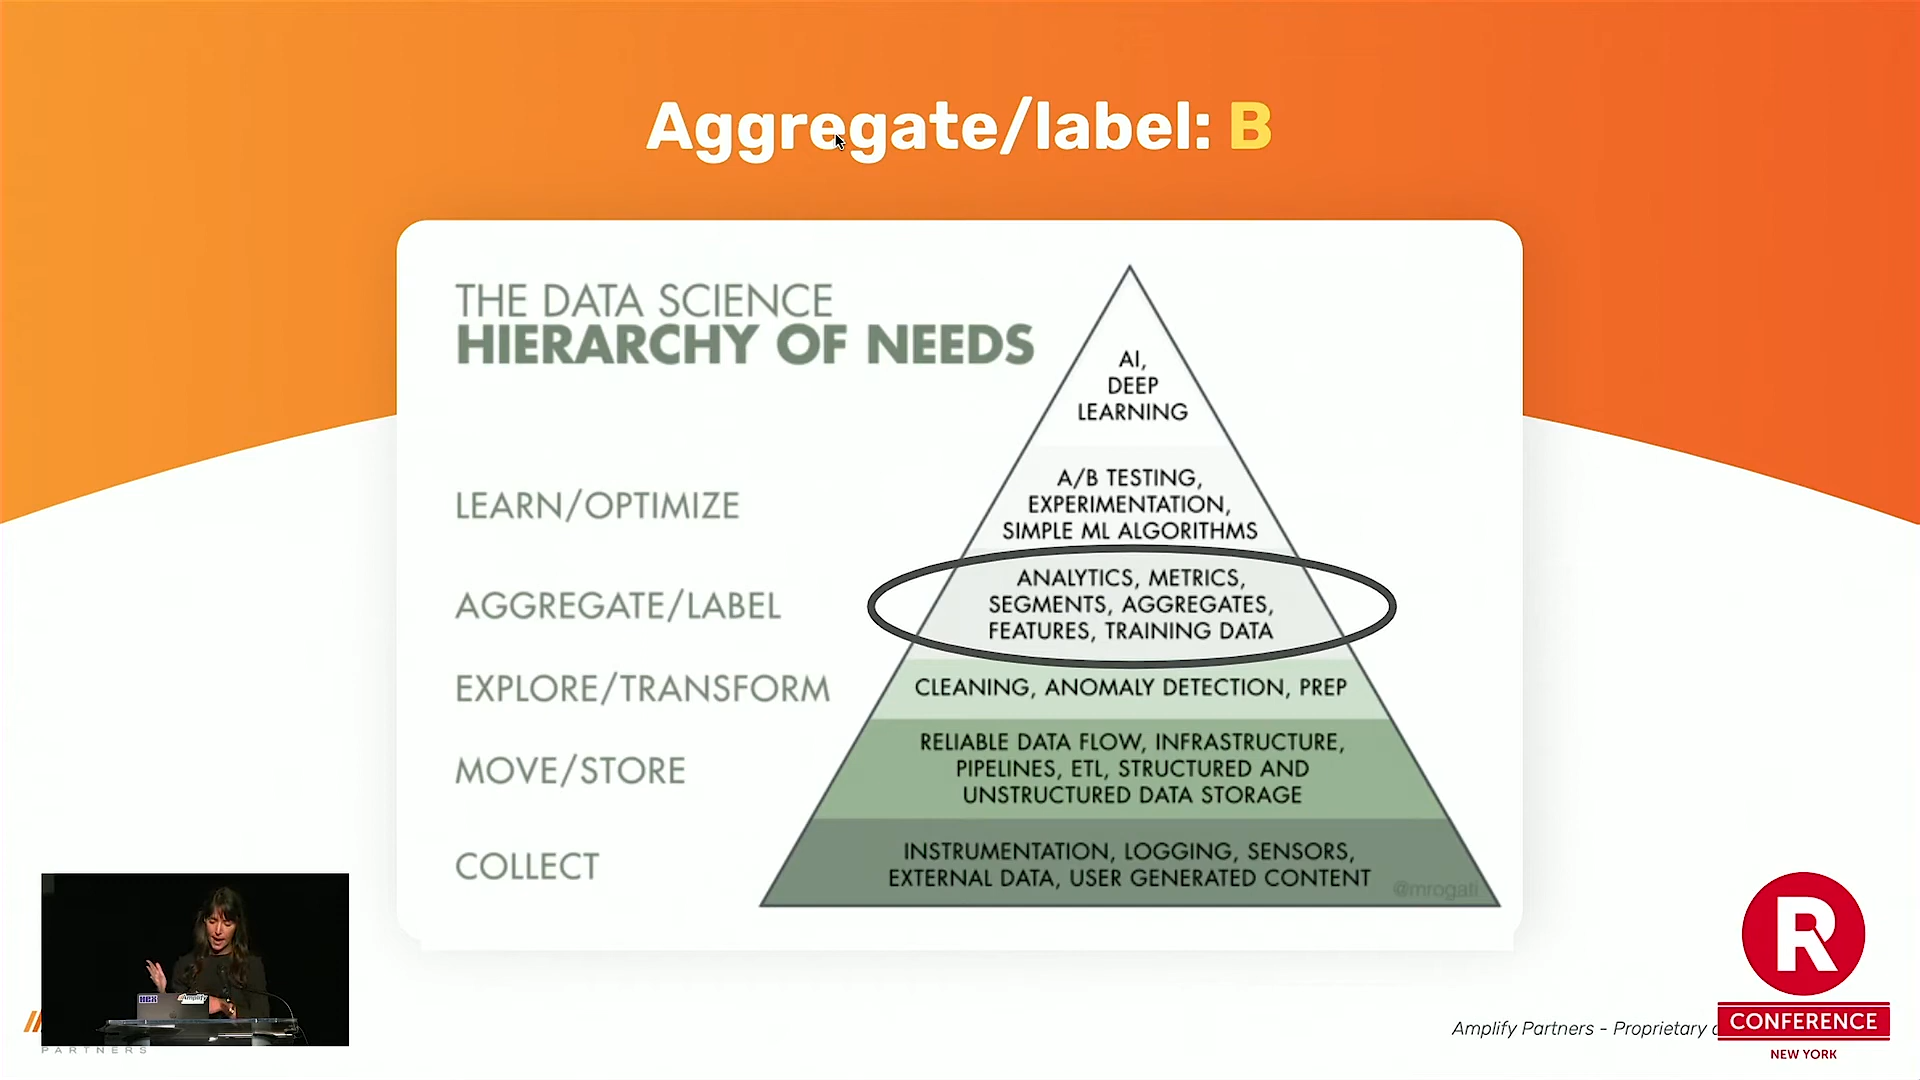 Aggregate/label: B
THE DATA SCIENCE
HIERARCHY OF NEEDS
AI,
DEEP
LEARNING
LEARN/OPTIMIZE
A/B TESTING,
EXPERIMENTATION,
SIMPLE ML ALGORITHMS
AGGREGATE/LABEL
ANALYTICS, METRICS,
SEGMENTS, AGGREGATES,
FEATURES, TRAINING DATA
EXPLORE/TRANSFORM
CLEANING, ANOMALY DETECTION, PREP
MOVE/STORE
RELIABLE DATA FLOW, INFRASTRUCTURE,
PIPELINES, ETL, STRUCTURED AND
UNSTRUCTURED DATA STORAGE
COLLECT
INSTRUMENTATION, LOGGING, SENSORS,
EXTERNAL DATA, USER GENERATED CONTENT
@mrogati
HEX
Amplify
PARTNERS
Amplify Partners - Proprietary
R
CONFERENCE
NEW YORK